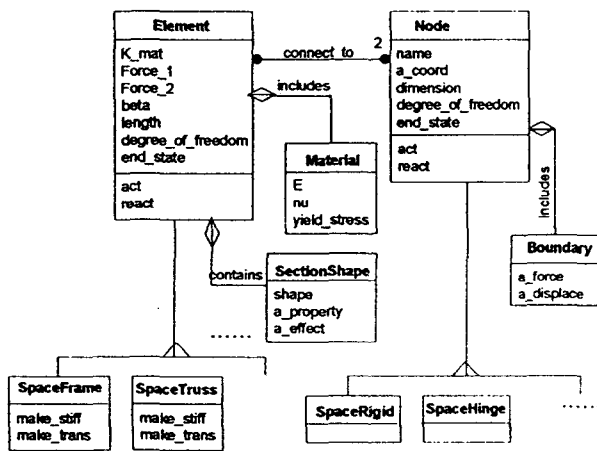 Element
K_mat
Force_1
Force_2
beta
length
degree_of_freedom
end_state
act
react
connect_to
2
Node
name
a_coord
dimension
degree_of_freedom
end_state
act
react
includes
Material
E
nu
yield_stress
includes
Boundary
a_force
a_displace
contains
SectionShape
shape
a_property
a_effect
......
SpaceFrame
make_stiff
make_trans
SpaceTruss
make_stiff
make_trans
SpaceRigid
SpaceHinge
......